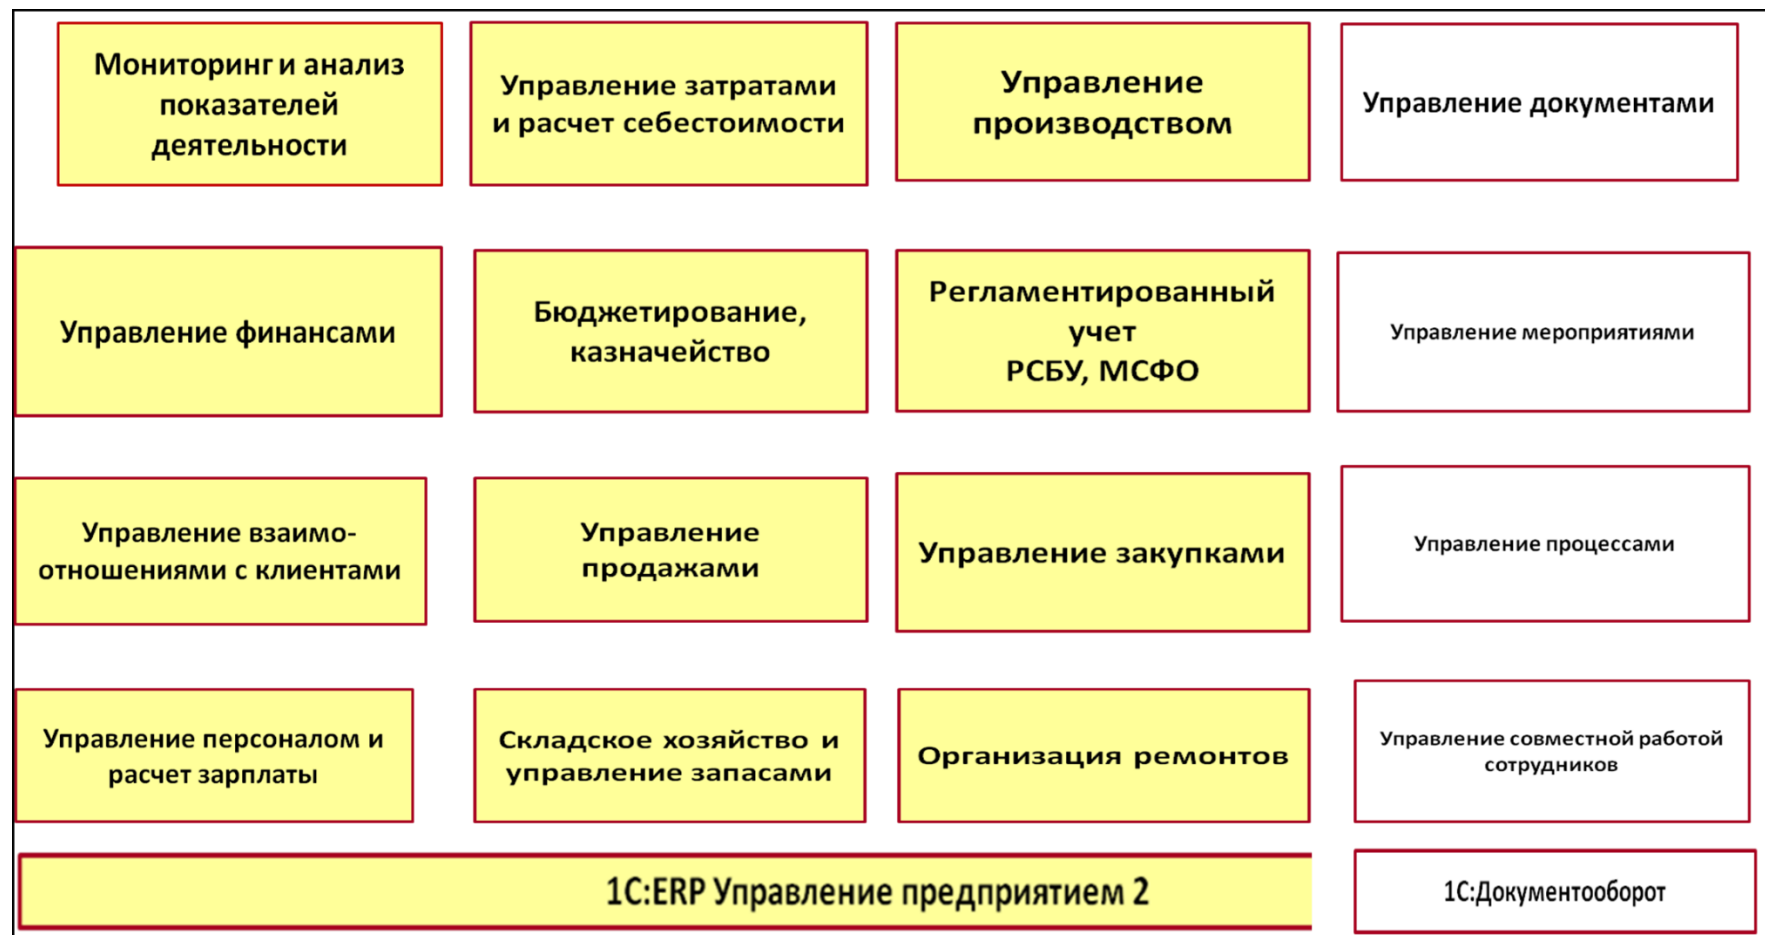 Мониторинг и анализ
показателей
деятельности
Управление затратами
и расчет себестоимости
Управление
производством
Управление документами
Управление финансами
Бюджетирование,
казначейство
Регламентированный
учет
РСБУ, МСФО
Управление мероприятиями
Управление взаимо-
отношениями с клиентами
Управление
продажами
Управление закупками
Управление процессами
Управление персоналом и
расчет зарплаты
Складское хозяйство и
управление запасами
Организация ремонтов
Управление совместной работой
сотрудников
1С:ERP Управление предприятием 2
1С:Документооборот